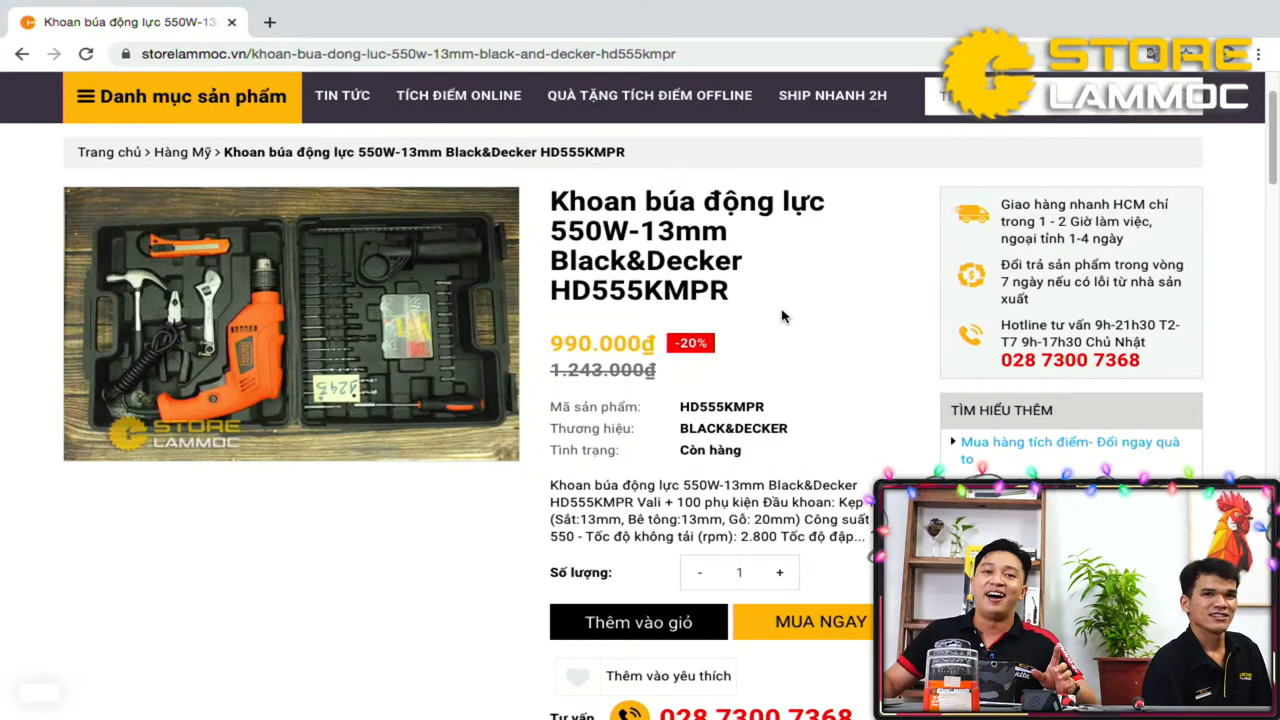 Khoan búa động lực 550W-13
storelammoc.vn/khoan-bua-dong-luc-550w-13mm-black-and-decker-hd555kmpr
STORE
LAMMOC
Danh mục sản phẩm
TIN TỨC
TÍCH ĐIỂM ONLINE
QUÀ TẶNG TÍCH ĐIỂM OFFLINE
SHIP NHANH 2H
Trang chủ > Hàng Mỹ > Khoan búa động lực 550W-13mm Black&Decker HD555KMPR
STORE
LAMMOC
1243
Khoan búa động lực
550W-13mm
Black&Decker
HD555KMPR
990.000₫ -20%
1.243.000₫
Mã sản phẩm: HD555KMPR
Thương hiệu: BLACK&DECKER
Tình trạng: Còn hàng
Khoan búa động lực 550W-13mm Black&Decker
HD555KMPR Vali + 100 phụ kiện Đầu khoan: Kẹp
(Sắt:13mm, Bê tông:13mm, Gỗ: 20mm) Công suất
550 - Tốc độ không tải (rpm): 2.800 Tốc độ đập...
Số lượng: - 1 +
Thêm vào giỏ
MUA NGAY
Thêm vào yêu thích
Tư vấn 028 7300 7368
Giao hàng nhanh HCM chỉ
trong 1 - 2 Giờ làm việc,
ngoại tỉnh 1-4 ngày
Đổi trả sản phẩm trong vòng
7 ngày nếu có lỗi từ nhà sản
xuất
Hotline tư vấn 9h-21h30 T2-
T7 9h-17h30 Chủ Nhật
028 7300 7368
TÌM HIỂU THÊM
Mua hàng tích điểm- Đổi ngay quà
to